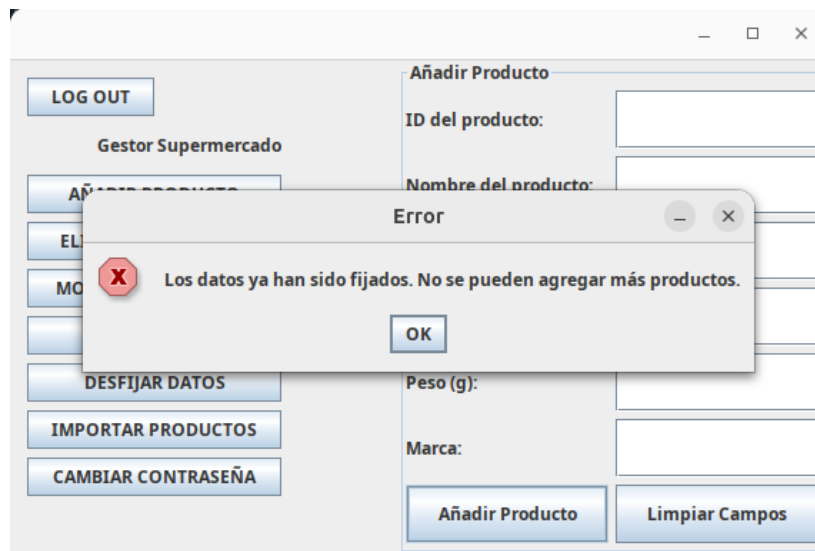 LOG OUT
Gestor Supermercado
DESFIJAR DATOS
IMPORTAR PRODUCTOS
CAMBIAR CONTRASEÑA
Añadir Producto
ID del producto:
Nombre del producto:
Peso (g):
Marca:
Añadir Producto
Limpiar Campos
Error
Los datos ya han sido fijados. No se pueden agregar más productos.
OK